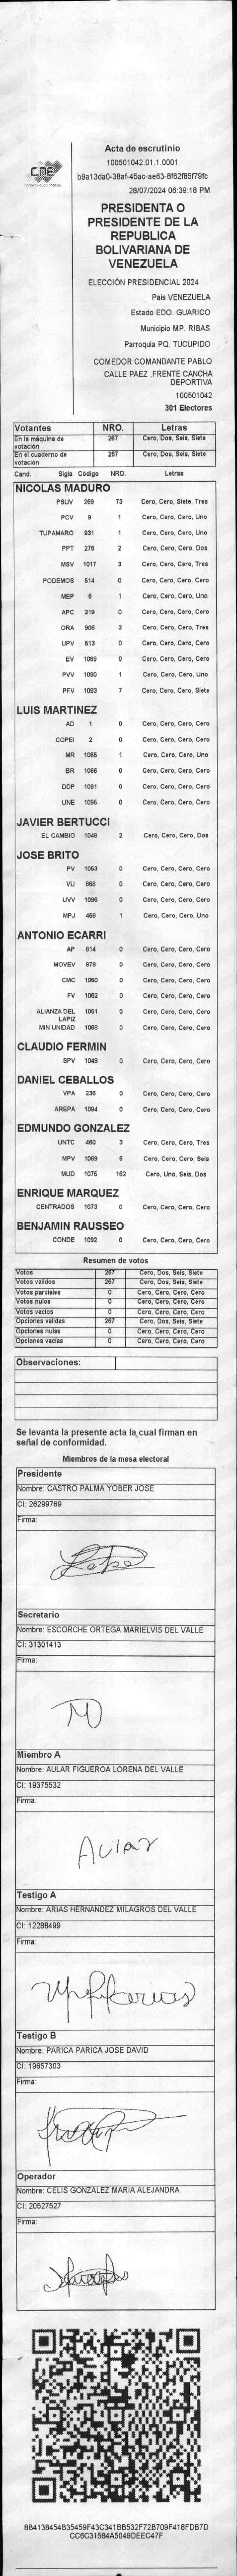 CNE
Acta de escrutinio
100501042.01.1.0001
b9a13da0-38af-45ac-ae63-8f62f85f79fc
28/07/2024 06:39:18 PM
PRESIDENTA O
PRESIDENTE DE LA
REPUBLICA
BOLIVARIANA DE
VENEZUELA
ELECCIÓN PRESIDENCIAL 2024
Pais VENEZUELA
Estado EDO. GUARICO
Municipio MP. RIBAS
Parroquia PQ. TUCUPIDO
COMEDOR COMANDANTE PABLO
CALLE PAEZ ,FRENTE CANCHA
DEPORTIVA
100501042
301 Electores
Votantes NRO. Letras
En la máquina de votación 267 Cero, Dos, Seis, Siete
En el cuaderno de votación 267 Cero, Dos, Seis, Siete
Cand. Sigla Código NRO. Letras
NICOLAS MADURO
PSUV 269 73 Cero, Cero, Siete, Tres
PCV 9 1 Cero, Cero, Cero, Uno
TUPAMARO 931 1 Cero, Cero, Cero, Uno
PPT 276 2 Cero, Cero, Cero, Dos
MSV 1017 3 Cero, Cero, Cero, Tres
PODEMOS 514 0 Cero, Cero, Cero, Cero
MEP 6 1 Cero, Cero, Cero, Uno
APC 219 0 Cero, Cero, Cero, Cero
ORA 906 3 Cero, Cero, Cero, Tres
UPV 513 0 Cero, Cero, Cero, Cero
EV 1089 0 Cero, Cero, Cero, Cero
PVV 1090 1 Cero, Cero, Cero, Uno
PFV 1093 7 Cero, Cero, Cero, Siete
LUIS MARTINEZ
AD 1 0 Cero, Cero, Cero, Cero
COPEI 2 0 Cero, Cero, Cero, Cero
MR 1065 1 Cero, Cero, Cero, Uno
BR 1066 0 Cero, Cero, Cero, Cero
DDP 1091 0 Cero, Cero, Cero, Cero
UNE 1095 0 Cero, Cero, Cero, Cero
JAVIER BERTUCCI
EL CAMBIO 1048 2 Cero, Cero, Cero, Dos
JOSE BRITO
PV 1053 0 Cero, Cero, Cero, Cero
VU 868 0 Cero, Cero, Cero, Cero
UVV 1096 0 Cero, Cero, Cero, Cero
MPJ 458 1 Cero, Cero, Cero, Uno
ANTONIO ECARRI
AP 814 0 Cero, Cero, Cero, Cero
MOVEV 878 0 Cero, Cero, Cero, Cero
CMC 1050 0 Cero, Cero, Cero, Cero
FV 1052 0 Cero, Cero, Cero, Cero
ALIANZA DEL LAPIZ 1051 0 Cero, Cero, Cero, Cero
MIN UNIDAD 1068 0 Cero, Cero, Cero, Cero
CLAUDIO FERMIN
SPV 1049 0 Cero, Cero, Cero, Cero
DANIEL CEBALLOS
VPA 236 0 Cero, Cero, Cero, Cero
AREPA 1094 0 Cero, Cero, Cero, Cero
EDMUNDO GONZALEZ
UNTC 460 3 Cero, Cero, Cero, Tres
MPV 1069 6 Cero, Cero, Cero, Seis
MUD 1075 162 Cero, Uno, Seis, Dos
ENRIQUE MARQUEZ
CENTRADOS 1073 0 Cero, Cero, Cero, Cero
BENJAMIN RAUSSEO
CONDE 1092 0 Cero, Cero, Cero, Cero
Resumen de votos
Votos 267 Cero, Dos, Seis, Siete
Votos validos 267 Cero, Dos, Seis, Siete
Votos parciales 0 Cero, Cero, Cero, Cero
Votos nulos 0 Cero, Cero, Cero, Cero
Votos vacios 0 Cero, Cero, Cero, Cero
Opciones validas 267 Cero, Dos, Seis, Siete
Opciones nulas 0 Cero, Cero, Cero, Cero
Opciones vacias 0 Cero, Cero, Cero, Cero
Observaciones:
Se levanta la presente acta la cual firman en
señal de conformidad.
Miembros de la mesa electoral
Presidente
Nombre: CASTRO PALMA YOBER JOSE
CI: 26299769
Firma:
Secretario
Nombre: ESCORCHE ORTEGA MARIELVIS DEL VALLE
CI: 31301413
Firma:
Miembro A
Nombre: AULAR FIGUEROA LORENA DEL VALLE
CI: 19375532
Firma:
Aular
Testigo A
Nombre: ARIAS HERNANDEZ MILAGROS DEL VALLE
CI: 12288499
Firma:
Testigo B
Nombre: PARICA PARICA JOSE DAVID
CI: 19657303
Firma:
Operador
Nombre: CELIS GONZALEZ MARIA ALEJANDRA
CI: 20527527
Firma:
8B4138454B35459F43C341BB532F72B709F418FDB7D
CC6C31584A5049DEEC47F